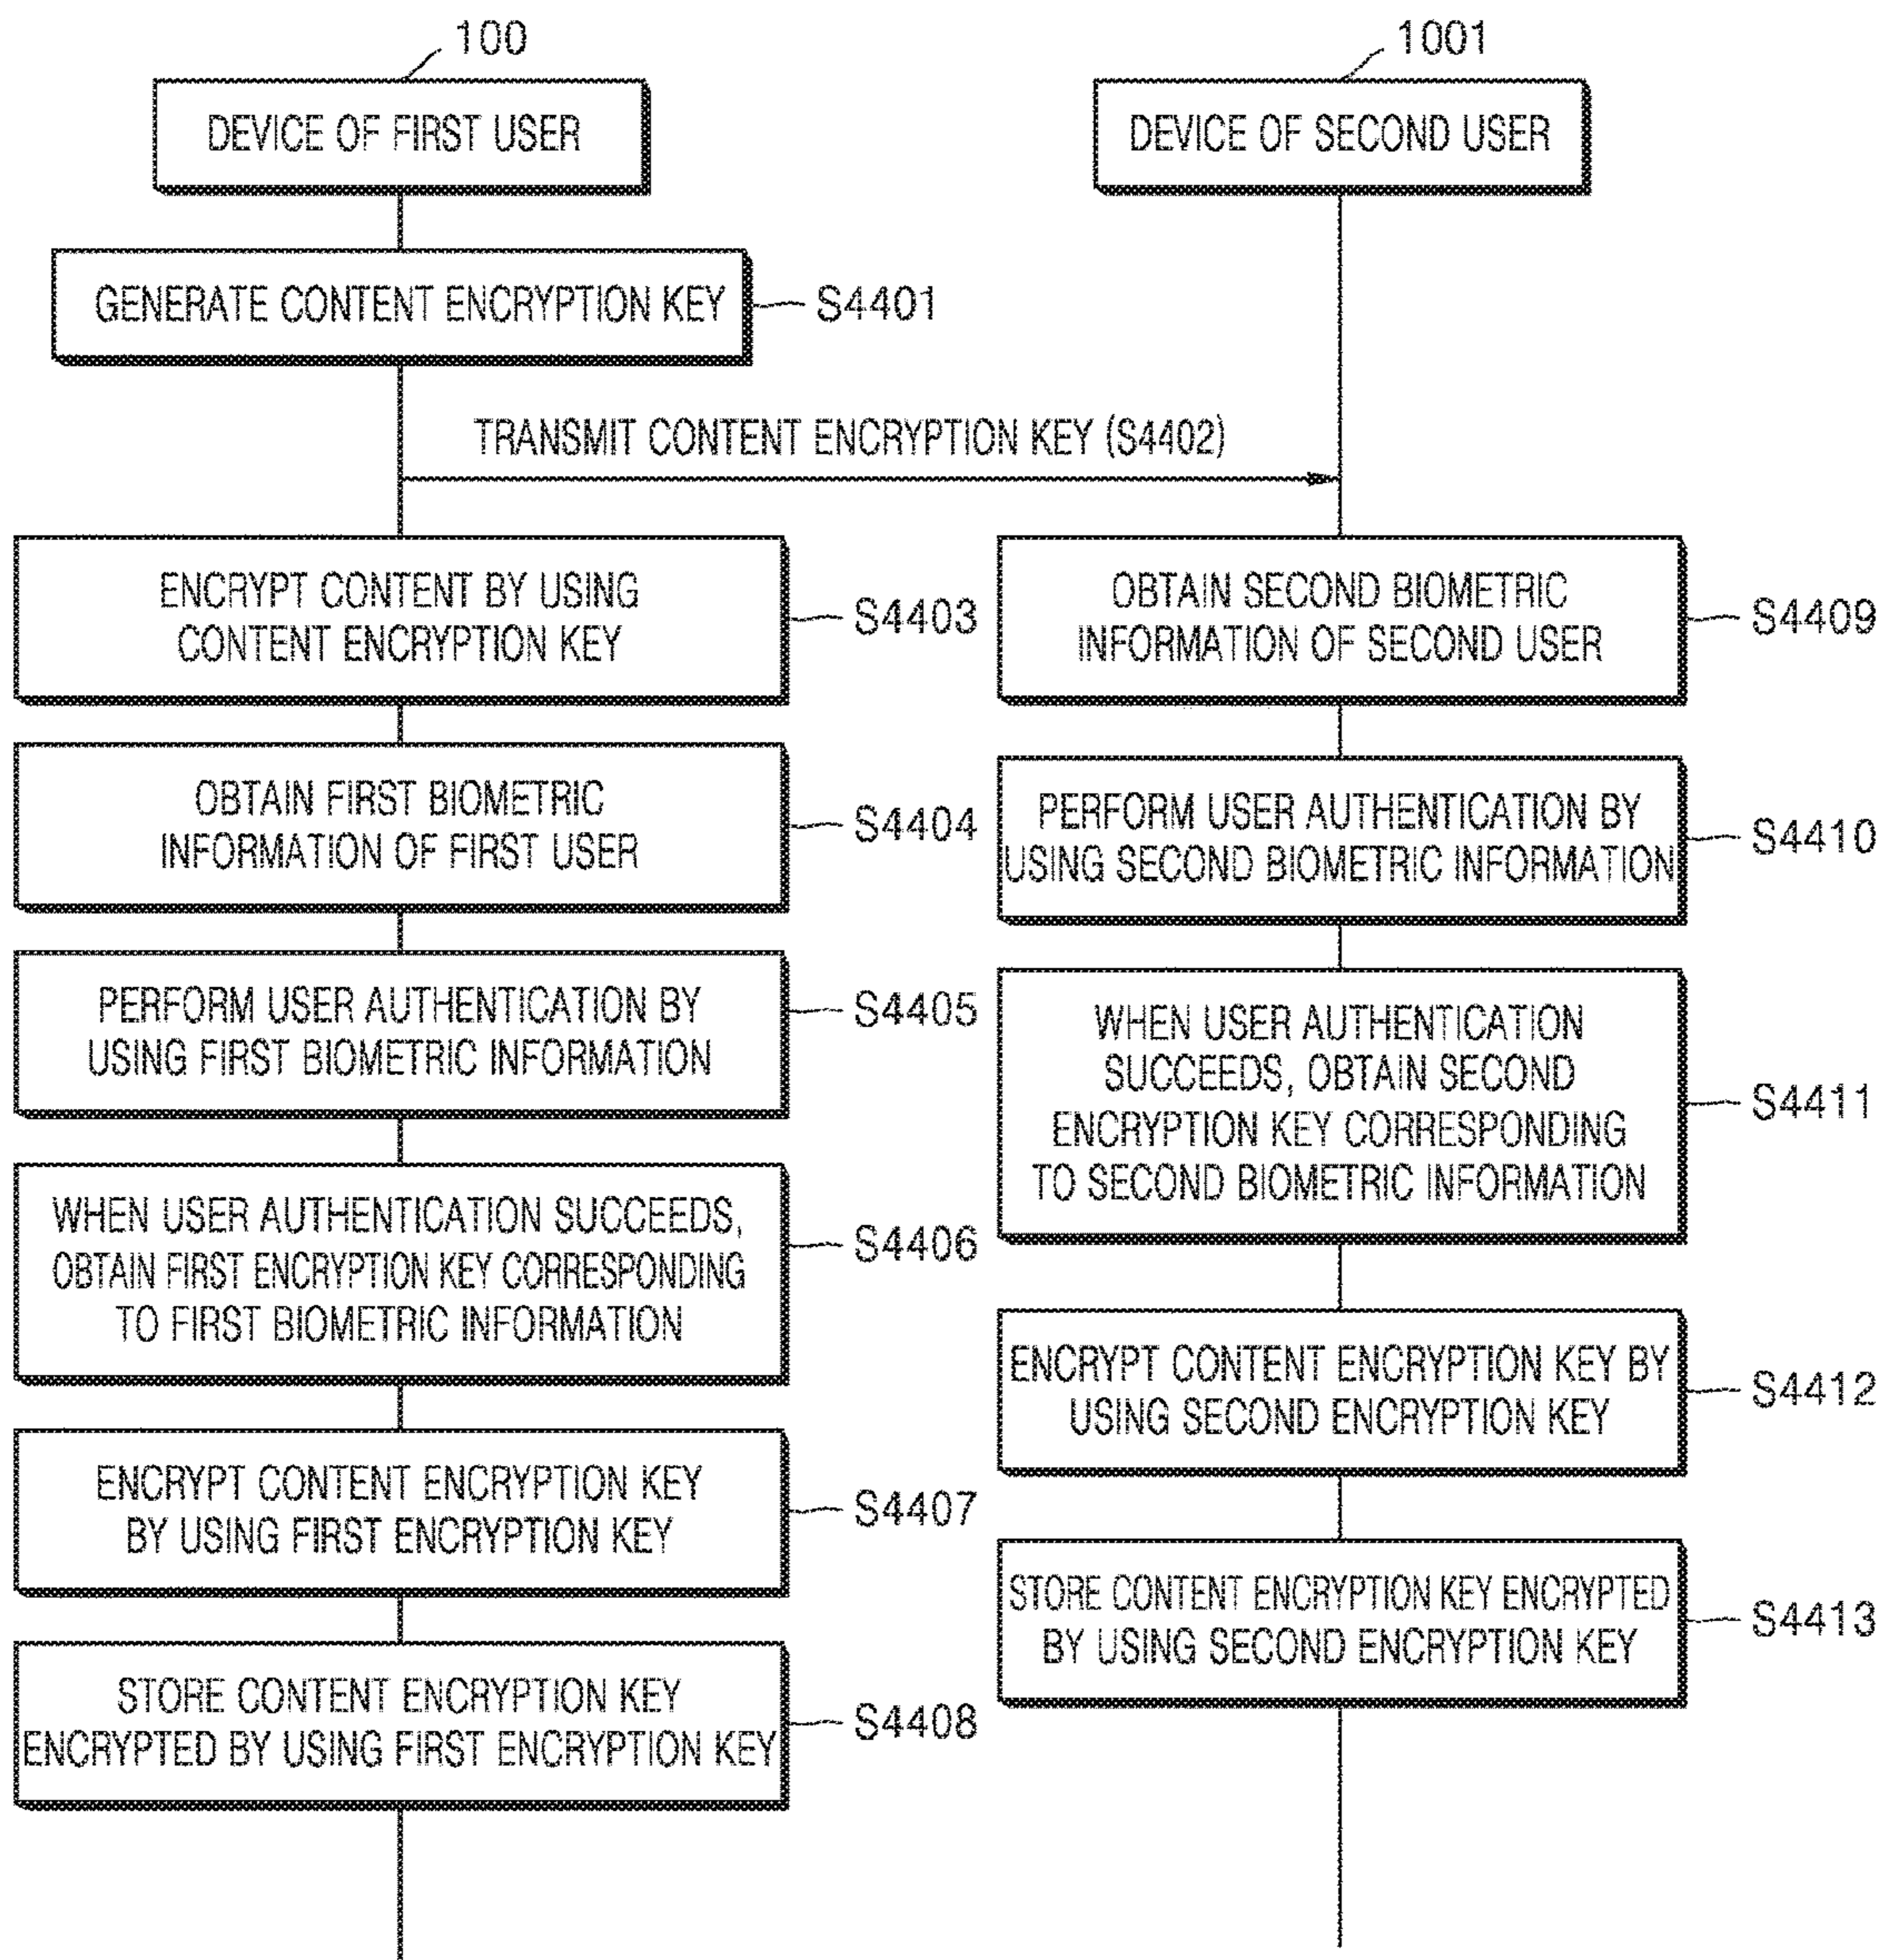 100
DEVICE OF FIRST USER
1001
DEVICE OF SECOND USER
GENERATE CONTENT ENCRYPTION KEY
S4401
TRANSMIT CONTENT ENCRYPTION KEY (S4402)
ENCRYPT CONTENT BY USING
CONTENT ENCRYPTION KEY
S4403
OBTAIN FIRST BIOMETRIC
INFORMATION OF FIRST USER
S4404
PERFORM USER AUTHENTICATION BY
USING FIRST BIOMETRIC INFORMATION
S4405
WHEN USER AUTHENTICATION SUCCEEDS,
OBTAIN FIRST ENCRYPTION KEY CORRESPONDING
TO FIRST BIOMETRIC INFORMATION
S4406
ENCRYPT CONTENT ENCRYPTION KEY
BY USING FIRST ENCRYPTION KEY
S4407
STORE CONTENT ENCRYPTION KEY
ENCRYPTED BY USING FIRST ENCRYPTION KEY
S4408
OBTAIN SECOND BIOMETRIC
INFORMATION OF SECOND USER
S4409
PERFORM USER AUTHENTICATION BY
USING SECOND BIOMETRIC INFORMATION
S4410
WHEN USER AUTHENTICATION
SUCCEEDS, OBTAIN SECOND
ENCRYPTION KEY CORRESPONDING
TO SECOND BIOMETRIC INFORMATION
S4411
ENCRYPT CONTENT ENCRYPTION KEY BY
USING SECOND ENCRYPTION KEY
S4412
STORE CONTENT ENCRYPTION KEY ENCRYPTED
BY USING SECOND ENCRYPTION KEY
S4413